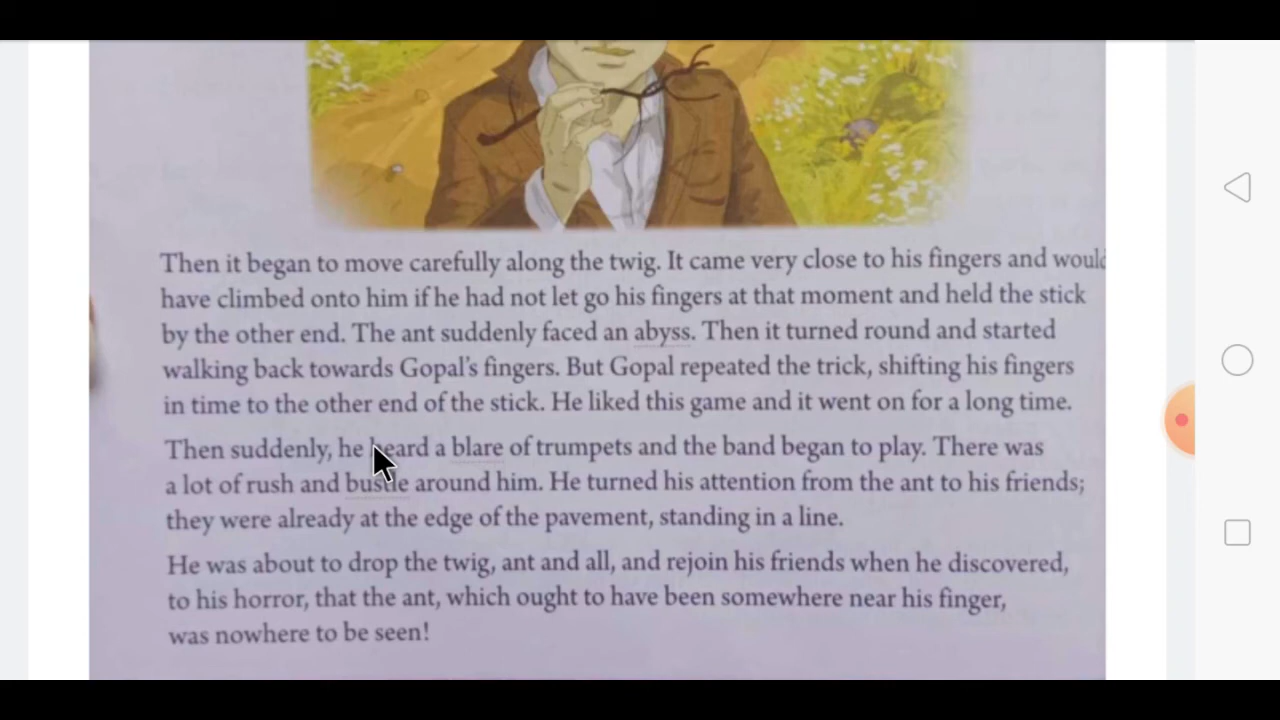 Then it began to move carefully along the twig. It came very close to his fingers and would
have climbed onto him if he had not let go his fingers at that moment and held the stick
by the other end. The ant suddenly faced an abyss. Then it turned round and started
walking back towards Gopal's fingers. But Gopal repeated the trick, shifting his fingers
in time to the other end of the stick. He liked this game and it went on for a long time.
Then suddenly, he heard a blare of trumpets and the band began to play. There was
a lot of rush and bustle around him. He turned his attention from the ant to his friends;
they were already at the edge of the pavement, standing in a line.
He was about to drop the twig, ant and all, and rejoin his friends when he discovered,
to his horror, that the ant, which ought to have been somewhere near his finger,
was nowhere to be seen!